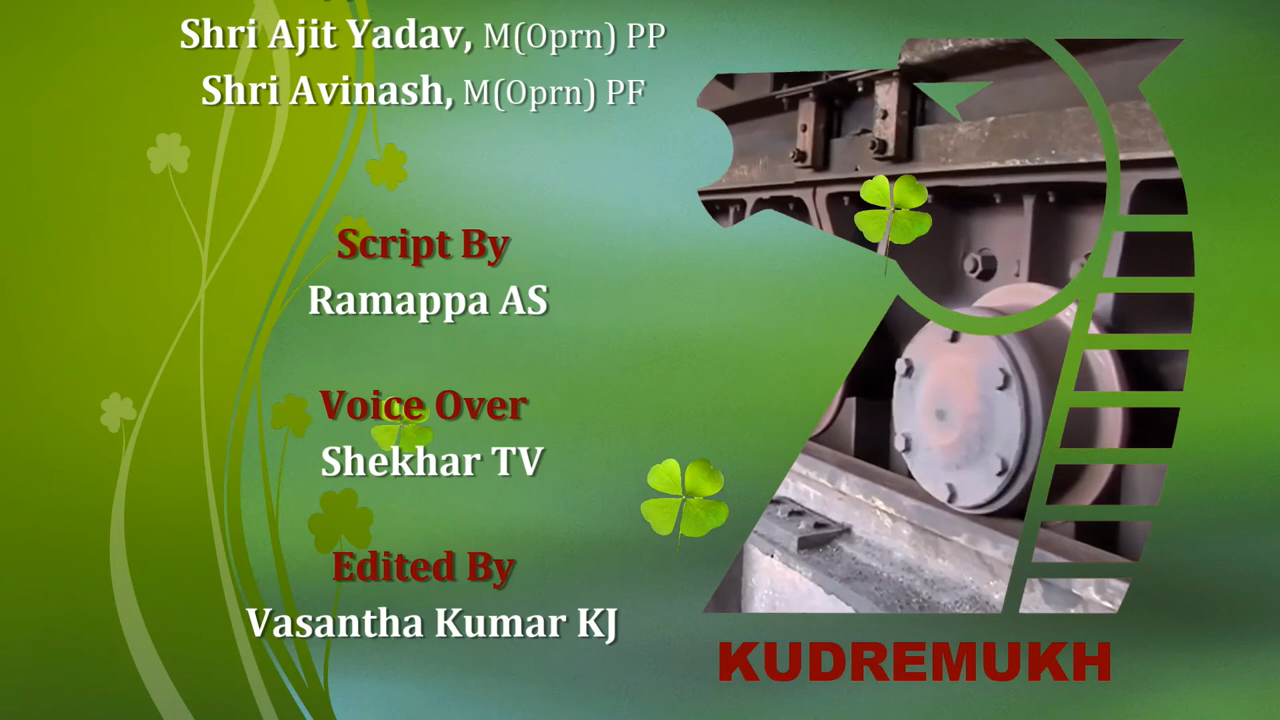 Shri Ajit Yadav, M(Oprn) PP
Shri Avinash, M(Oprn) PF
Script By
Ramappa AS
Voice Over
Shekhar TV
Edited By
Vasantha Kumar KJ
KUDREMUKH